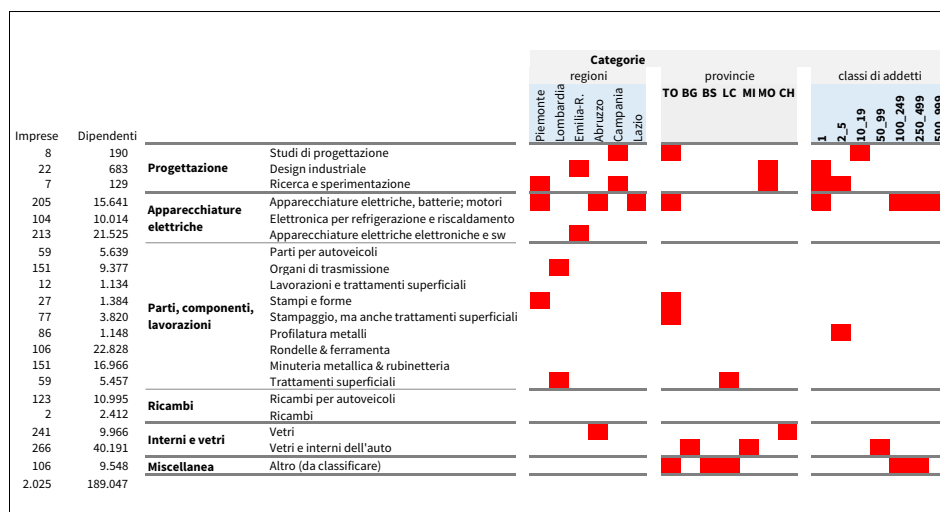 Categorie
regioni provincie classi di addetti
Piemonte Lombardia Emilia-R. Abruzzo Campania Lazio TO BG BS LC MI MO CH 1 2_5 10_19 50_99 100_249 250_499 500_999
Imprese Dipendenti
8 190 Studi di progettazione
22 683 Progettazione Design industriale
7 129 Ricerca e sperimentazione
205 15.641 Apparecchiature Apparecchiature elettriche, batterie; motori
104 10.014 elettriche Elettronica per refrigerazione e riscaldamento
213 21.525 Apparecchiature elettriche elettroniche e sw
59 5.639 Parti per autoveicoli
151 9.377 Organi di trasmissione
12 1.134 Lavorazioni e trattamenti superficiali
27 1.384 Parti, componenti, Stampi e forme
77 3.820 lavorazioni Stampaggio, ma anche trattamenti superficiali
86 1.148 Profilatura metalli
106 22.828 Rondelle & ferramenta
151 16.966 Minuteria metallica & rubinetteria
59 5.457 Trattamenti superficiali
123 10.995 Ricambi Ricambi per autoveicoli
2 2.412 Ricambi
241 9.966 Interni e vetri Vetri
266 40.191 Vetri e interni dell'auto
106 9.548 Miscellanea Altro (da classificare)
2.025 189.047